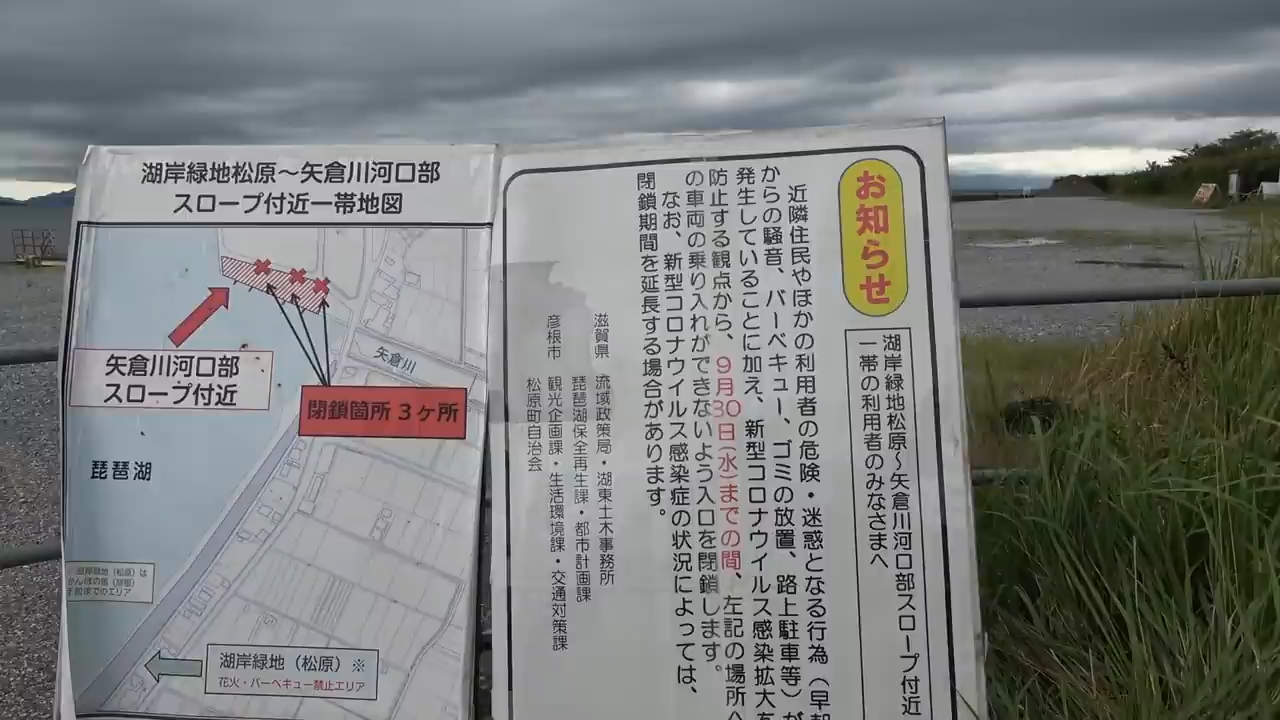 湖岸緑地松原～矢倉川河口部
スロープ付近一帯地図
矢倉川河口部
スロープ付近
矢倉川
閉鎖箇所 3ヶ所
琵琶湖
湖岸緑地（松原）は
湖岸緑地（松原）※
花火・バーベキュー禁止エリア
お知らせ
湖岸緑地松原～矢倉川河口部スロープ付近
一帯の利用者のみなさまへ
近隣住民やほかの利用者の危険・迷惑となる行為（早朝
からの騒音、バーベキュー、ゴミの放置、路上駐車等）が
発生していることに加え、新型コロナウイルス感染拡大を
防止する観点から、9月30日(水)までの間、左記の場所へ
の車両の乗り入れができないよう入口を閉鎖します。
なお、新型コロナウイルス感染症の状況によっては、
閉鎖期間を延長する場合があります。
滋賀県 流域政策局・湖東土木事務所
琵琶湖保全再生課・都市計画課
彦根市 観光企画課・生活環境課・交通対策課
松原町自治会